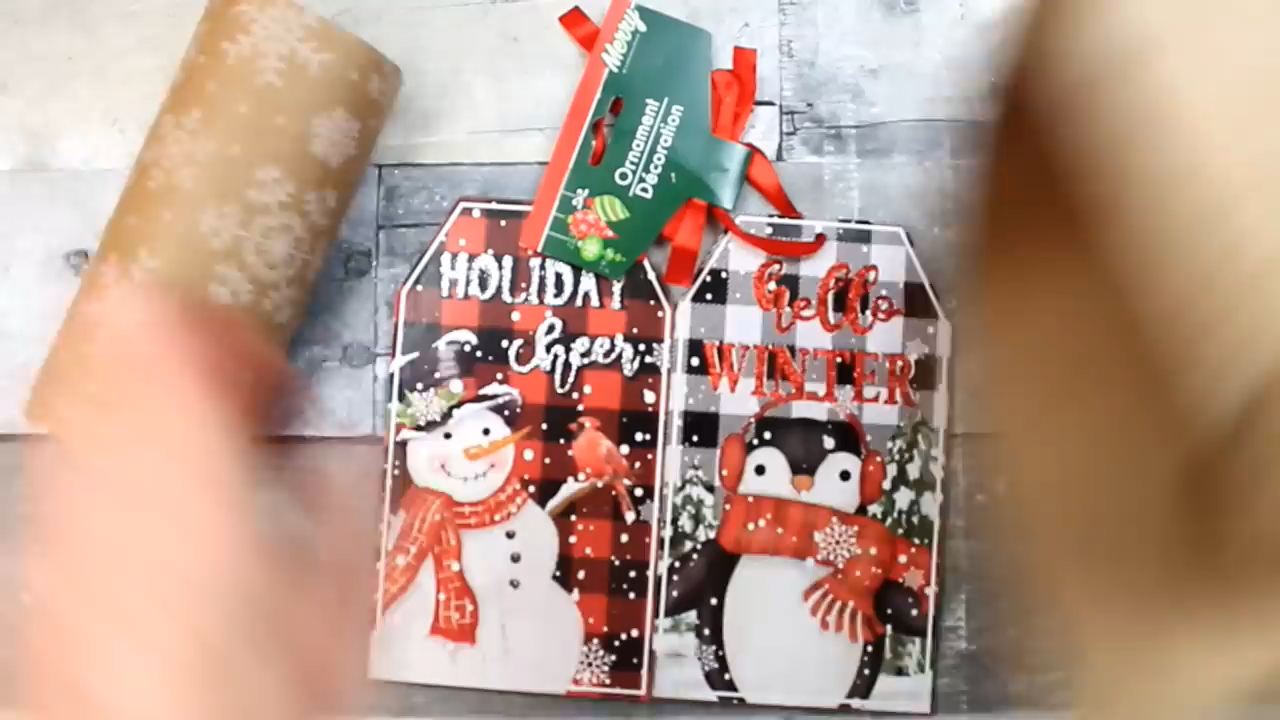 Merry
Ornament
Décoration
HOLIDAY
cheer
hello
WINTER